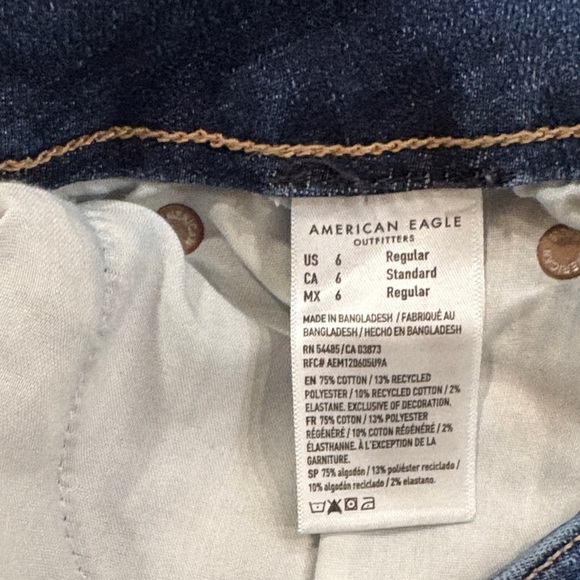 AMERICAN EAGLE
OUTFITTERS
US 6 Regular
CA 6 Standard
MX 6 Regular
MADE IN BANGLADESH / FABRIQUÉ AU
BANGLADESH / HECHO EN BANGLADESH
RN 54485/CA 03873
RFC# AEM120605U9A
EN 75% COTTON / 13% RECYCLED
POLYESTER / 10% RECYCLED COTTON / 2%
ELASTANE. EXCLUSIVE OF DECORATION.
FR 75% COTON / 13% POLYESTER
RÉGÉNÉRÉ / 10% COTON RÉGÉNÉRÉ / 2%
ÉLASTHANNE. À L'EXCEPTION DE LA
GARNITURE.
SP 75% algodón / 13% poliéster reciclado /
10% algodón reciclado / 2% elastano.